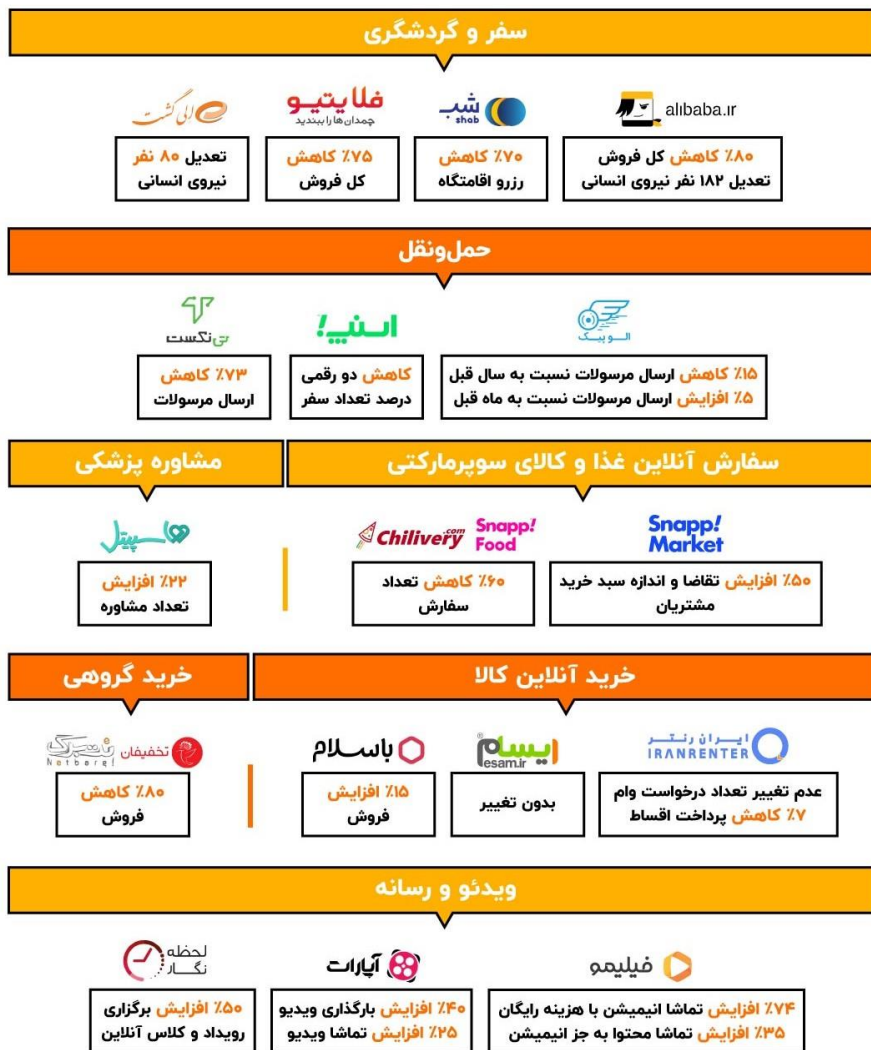 سفر و گردشگری
alibaba.ir
شب
shab
فلایتیو
چمدان‌ها را ببندید
الی گشت
٪۸۰ کاهش کل فروش
تعدیل ۱۸۲ نفر نیروی انسانی
٪۷۰ کاهش
رزرو اقامتگاه
٪۷۵ کاهش
کل فروش
تعدیل ۸۰ نفر
نیروی انسانی
حمل‌ونقل
الوپیک
اسنپ!
تی نکست
٪۱۵ کاهش ارسال مرسولات نسبت به سال قبل
٪۵ افزایش ارسال مرسولات نسبت به ماه قبل
کاهش دو رقمی
درصد تعداد سفر
٪۷۳ کاهش
ارسال مرسولات
سفارش آنلاین غذا و کالای سوپرمارکتی
مشاوره پزشکی
Snapp!
Market
Snapp!
Food
Chilivery.com
هاسپیتل
٪۵۰ افزایش تقاضا و اندازه سبد خرید
مشتریان
٪۶۰ کاهش تعداد
سفارش
٪۲۲ افزایش
تعداد مشاوره
خرید آنلاین کالا
خرید گروهی
ایران رنتر
IRANRENTER
ایسام
esam.ir
باسلام
تخفیفان
نت برگ
Netbarg
عدم تغییر تعداد درخواست وام
٪۷ کاهش پرداخت اقساط
بدون تغییر
٪۱۵ افزایش
فروش
٪۸۰ کاهش
فروش
ویدئو و رسانه
فیلیمو
آپارات
لحظه
نگار
٪۷۴ افزایش تماشا انیمیشن با هزینه رایگان
٪۳۵ افزایش تماشا محتوا به جز انیمیشن
٪۴۰ افزایش بارگذاری ویدیو
٪۲۵ افزایش تماشا ویدیو
٪۵۰ افزایش برگزاری
رویداد و کلاس آنلاین